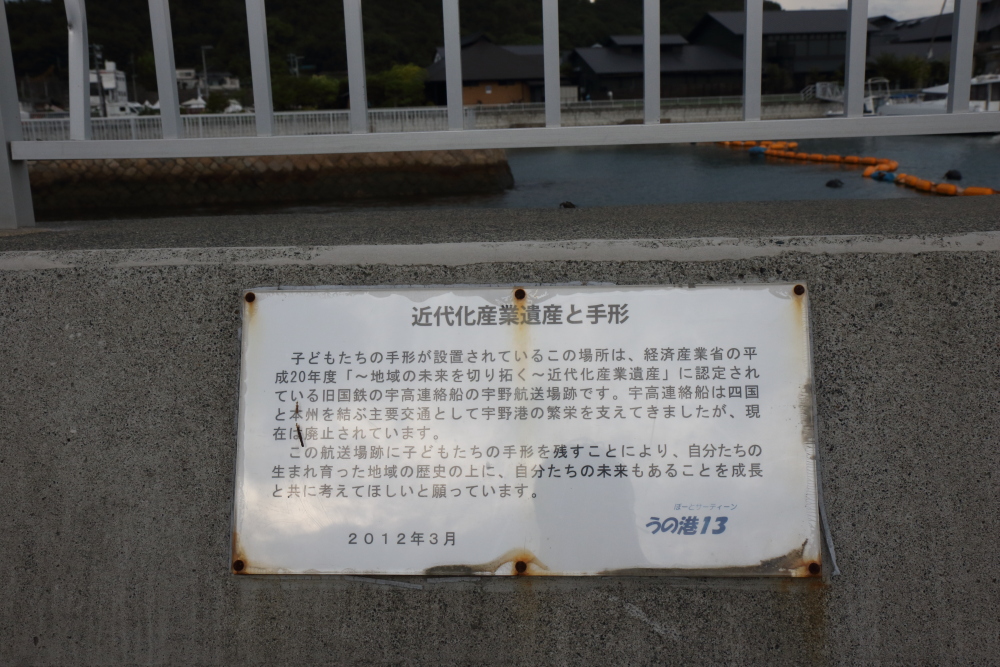 近代化産業遺産と手形
子どもたちの手形が設置されているこの場所は、経済産業省の平
成20年度「～地域の未来を切り拓く～近代化産業遺産」に認定され
ている旧国鉄の宇高連絡船の宇野航送場跡です。宇高連絡船は四国
と本州を結ぶ主要交通として宇野港の繁栄を支えてきましたが、現
在は廃止されています。
この航送場跡に子どもたちの手形を残すことにより、自分たちの
生まれ育った地域の歴史の上に、自分たちの未来もあることを成長
と共に考えてほしいと願っています。
ぽーとサーティーン
うの港13
２０１２年３月